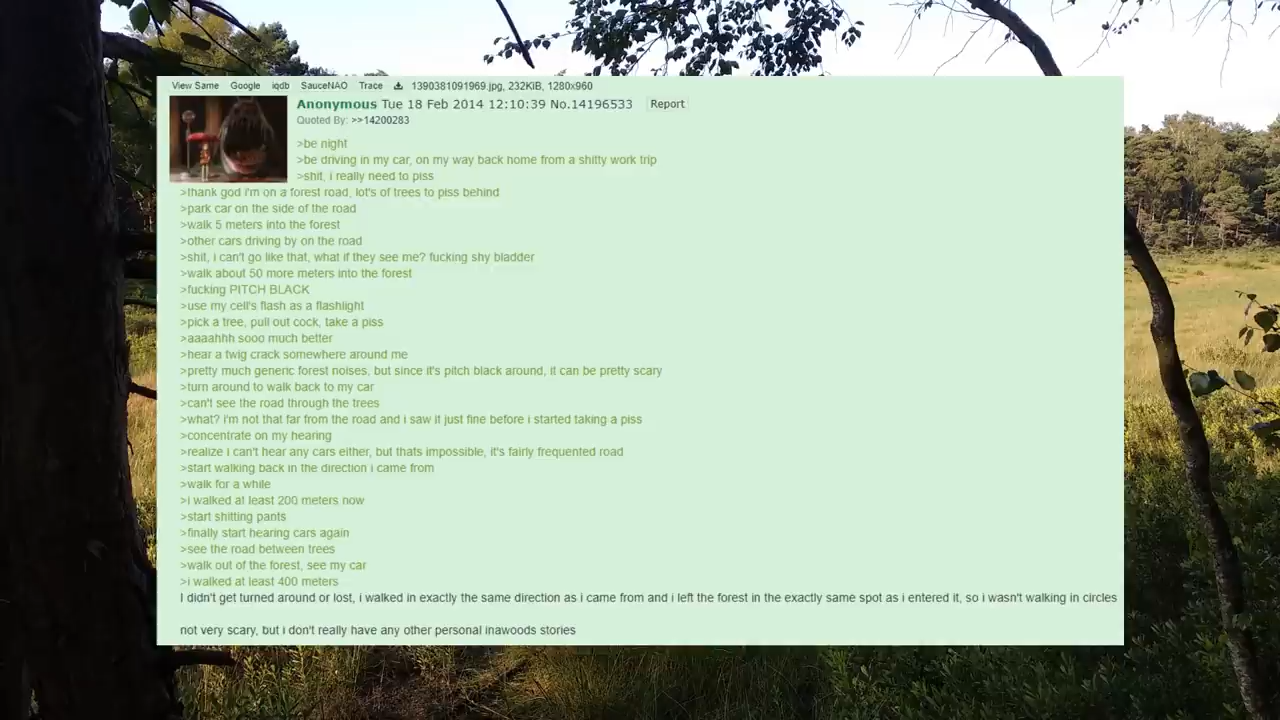 View Same Google iqdb SauceNAO Trace 1390381091969.jpg, 232KiB, 1280x960
Anonymous Tue 18 Feb 2014 12:10:39 No.14196533 Report
Quoted By: >>14200283
>be night
>be driving in my car, on my way back home from a shitty work trip
>shit, i really need to piss
>thank god i'm on a forest road, lot's of trees to piss behind
>park car on the side of the road
>walk 5 meters into the forest
>other cars driving by on the road
>shit, i can't go like that, what if they see me? fucking shy bladder
>walk about 50 more meters into the forest
>fucking PITCH BLACK
>use my cell's flash as a flashlight
>pick a tree, pull out cock, take a piss
>aaaahhh sooo much better
>hear a twig crack somewhere around me
>pretty much generic forest noises, but since it's pitch black around, it can be pretty scary
>turn around to walk back to my car
>can't see the road through the trees
>what? i'm not that far from the road and i saw it just fine before i started taking a piss
>concentrate on my hearing
>realize i can't hear any cars either, but thats impossible, it's fairly frequented road
>start walking back in the direction i came from
>walk for a while
>i walked at least 200 meters now
>start shitting pants
>finally start hearing cars again
>see the road between trees
>walk out of the forest, see my car
>i walked at least 400 meters
I didn't get turned around or lost, i walked in exactly the same direction as i came from and i left the forest in the exactly same spot as i entered it, so i wasn't walking in circles
not very scary, but i don't really have any other personal inawoods stories